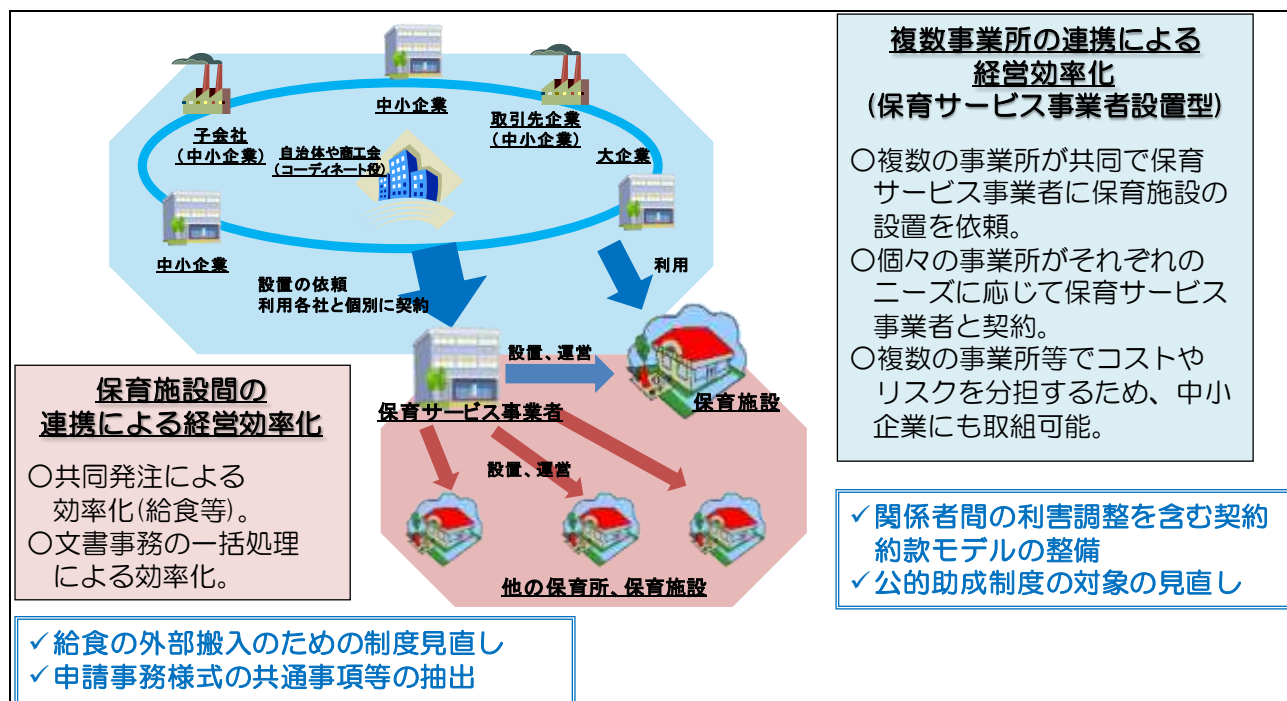 中小企業
子会社
（中小企業）
取引先企業
（中小企業）
自治体や商工会
（コーディネート役）
大企業
中小企業
設置の依頼
利用各社と個別に契約
利用
設置、運営
保育サービス事業者
保育施設
設置、運営
他の保育所、保育施設
複数事業所の連携による
経営効率化
(保育サービス事業者設置型)
○複数の事業所が共同で保育
サービス事業者に保育施設の
設置を依頼。
○個々の事業所がそれぞれの
ニーズに応じて保育サービス
事業者と契約。
○複数の事業所等でコストや
リスクを分担するため、中小
企業にも取組可能。
✓関係者間の利害調整を含む契約
約款モデルの整備
✓公的助成制度の対象の見直し
保育施設間の
連携による経営効率化
○共同発注による
効率化(給食等)。
○文書事務の一括処理
による効率化。
✓給食の外部搬入のための制度見直し
✓申請事務様式の共通事項等の抽出